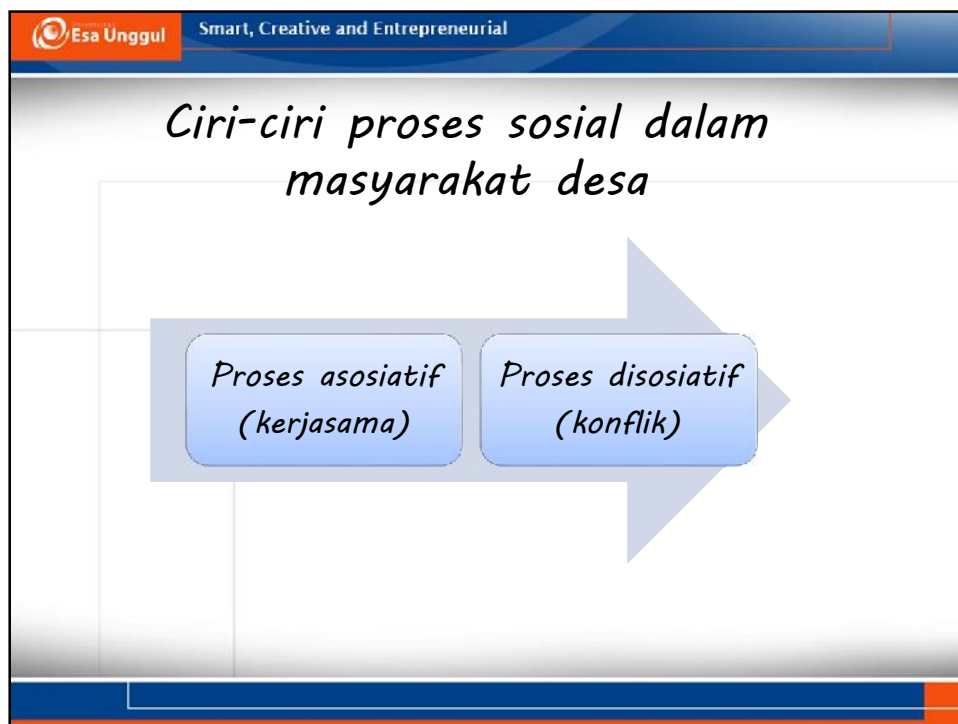 UNIVERSITAS
Esa Unggul
Smart, Creative and Entrepreneurial
Ciri-ciri proses sosial dalam
masyarakat desa
Proses asosiatif
(kerjasama)
Proses disosiatif
(konflik)